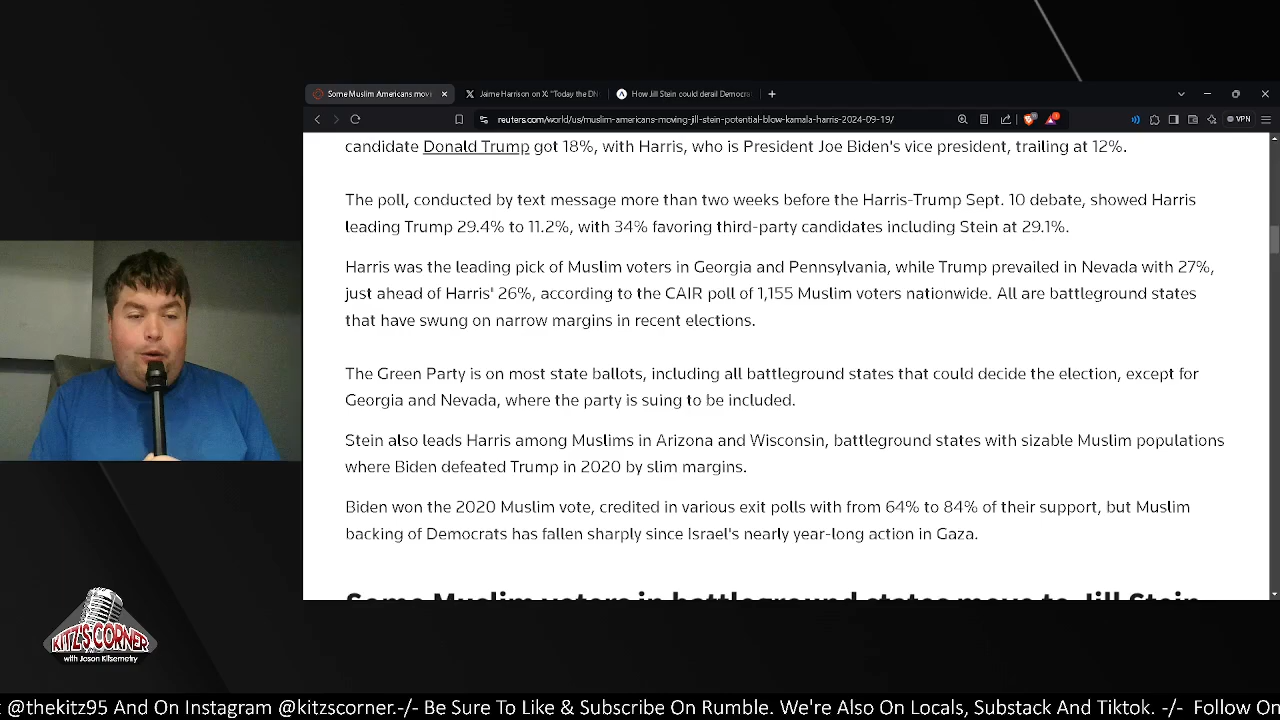 Some Muslim Americans mov
Jaime Harrison on X: "Today the DN
How Jill Stein could derail Democra
reuters.com/world/us/muslim-americans-moving-jill-stein-potential-blow-kamala-harris-2024-09-19/
VPN
candidate Donald Trump got 18%, with Harris, who is President Joe Biden's vice president, trailing at 12%.
The poll, conducted by text message more than two weeks before the Harris-Trump Sept. 10 debate, showed Harris
leading Trump 29.4% to 11.2%, with 34% favoring third-party candidates including Stein at 29.1%.
Harris was the leading pick of Muslim voters in Georgia and Pennsylvania, while Trump prevailed in Nevada with 27%,
just ahead of Harris' 26%, according to the CAIR poll of 1,155 Muslim voters nationwide. All are battleground states
that have swung on narrow margins in recent elections.
The Green Party is on most state ballots, including all battleground states that could decide the election, except for
Georgia and Nevada, where the party is suing to be included.
Stein also leads Harris among Muslims in Arizona and Wisconsin, battleground states with sizable Muslim populations
where Biden defeated Trump in 2020 by slim margins.
Biden won the 2020 Muslim vote, credited in various exit polls with from 64% to 84% of their support, but Muslim
backing of Democrats has fallen sharply since Israel's nearly year-long action in Gaza.
Some Muslim voters in battleground states move to Jill Stein
KITZ'S CORNER
with Jason Kitsemetry
@thekitz95 And On Instagram @kitzscorner.-/- Be Sure To Like & Subscribe On Rumble. We're Also On Locals, Substack And Tiktok. -/- Follow On